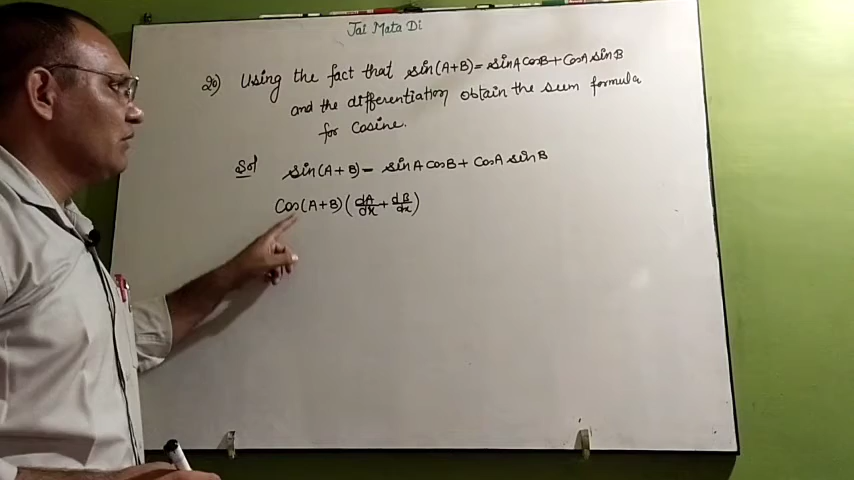 Jai Mata Di
20) Using the fact that sin(A+B)= sinA cosB + cosA sinB
and the differentiation obtain the sum formula
for Cosine.
Sol sin(A+B) = sinA cosB + cosA sinB
Cos(A+B)(dA/dx + dB/dx)